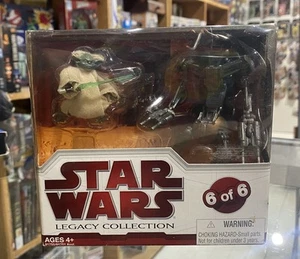 STAR
WARS
LEGACY COLLECTION
6 of 6
AGES 4+
WARNING:
CHOKING HAZARD-Small parts.
Not for children under 3 years.